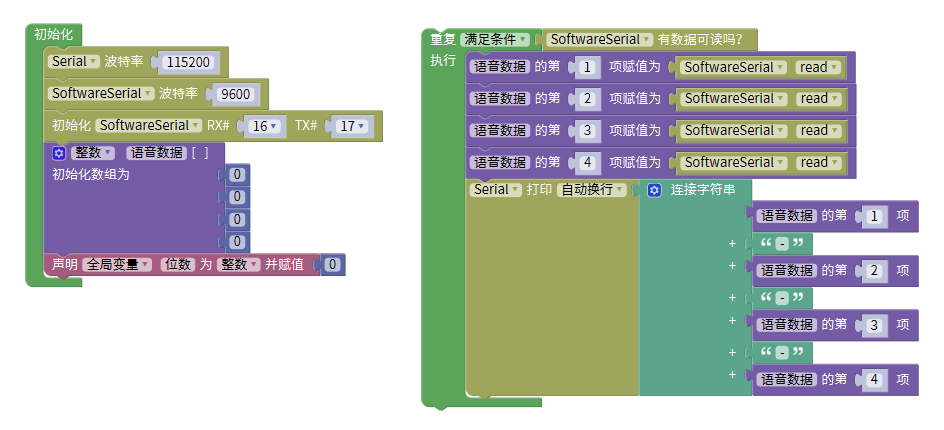 初始化
Serial 波特率 115200
SoftwareSerial 波特率 9600
初始化 SoftwareSerial RX# 16 TX# 17
整数 语音数据 [ ]
初始化数组为 0
0
0
0
声明 全局变量 位数 为 整数 并赋值 0
重复 满足条件 SoftwareSerial 有数据可读吗?
执行 语音数据 的第 1 项赋值为 SoftwareSerial read
语音数据 的第 2 项赋值为 SoftwareSerial read
语音数据 的第 3 项赋值为 SoftwareSerial read
语音数据 的第 4 项赋值为 SoftwareSerial read
Serial 打印 自动换行 连接字符串
语音数据 的第 1 项
+ “ - ”
+ 语音数据 的第 2 项
+ “ - ”
+ 语音数据 的第 3 项
+ “ - ”
+ 语音数据 的第 4 项